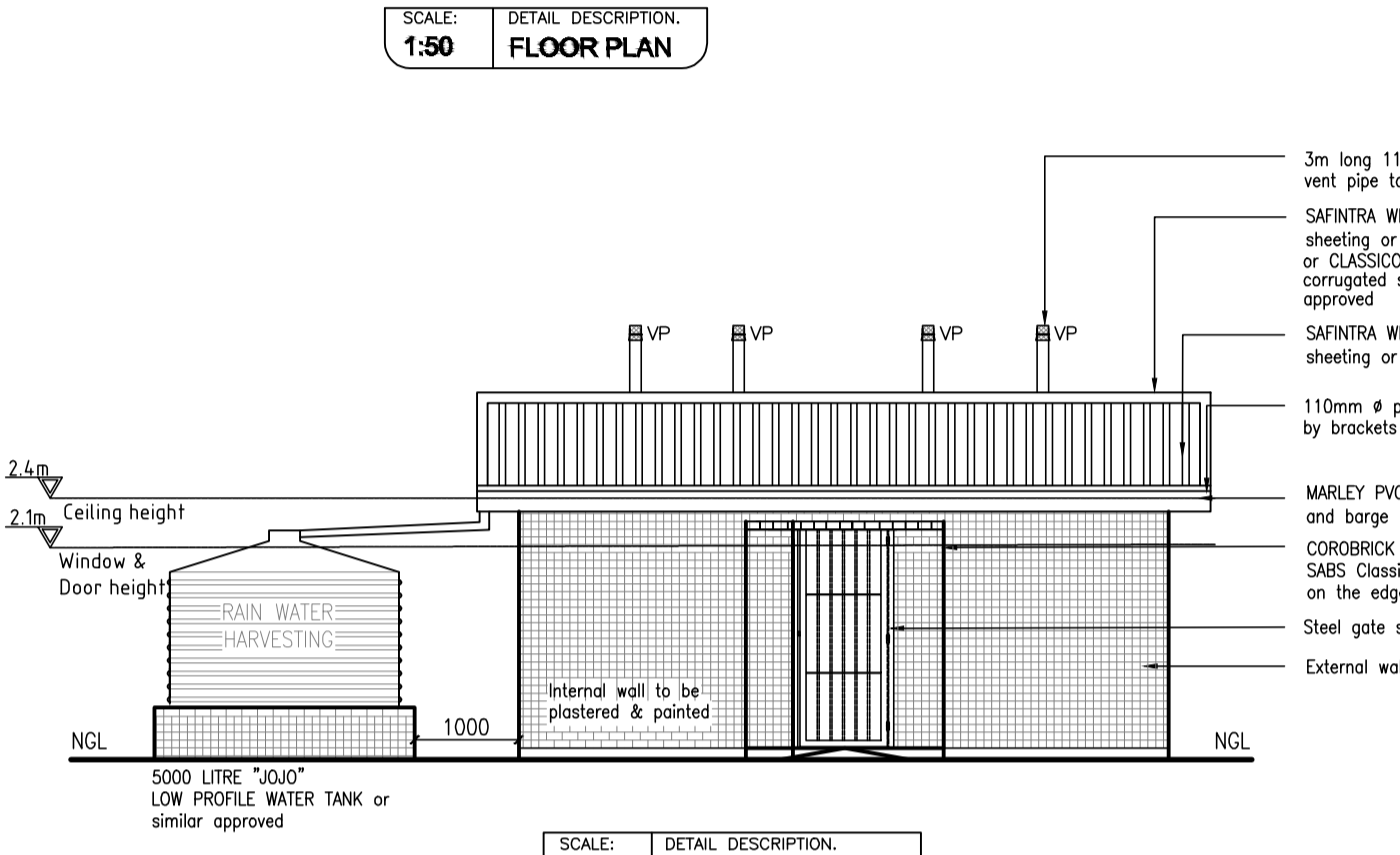 SCALE:
1:50
DETAIL DESCRIPTION.
FLOOR PLAN
3m long 11
vent pipe to
SAFINTRA
sheeting or
or CLASSICO
corrugated
approved
SAFINTRA
sheeting or
110mm ø
by brackets
VP
VP
VP
VP
2.4m
Ceiling height
2.1m
Window &
Door height
MARLEY PVC
and barge
COROBRICK
SABS Classi
on the edge
Steel gate
External wa
RAIN WATER
HARVESTING
Internal wall to be
plastered & painted
1000
NGL
NGL
5000 LITRE "JOJO"
LOW PROFILE WATER TANK or
similar approved
SCALE:
DETAIL DESCRIPTION.